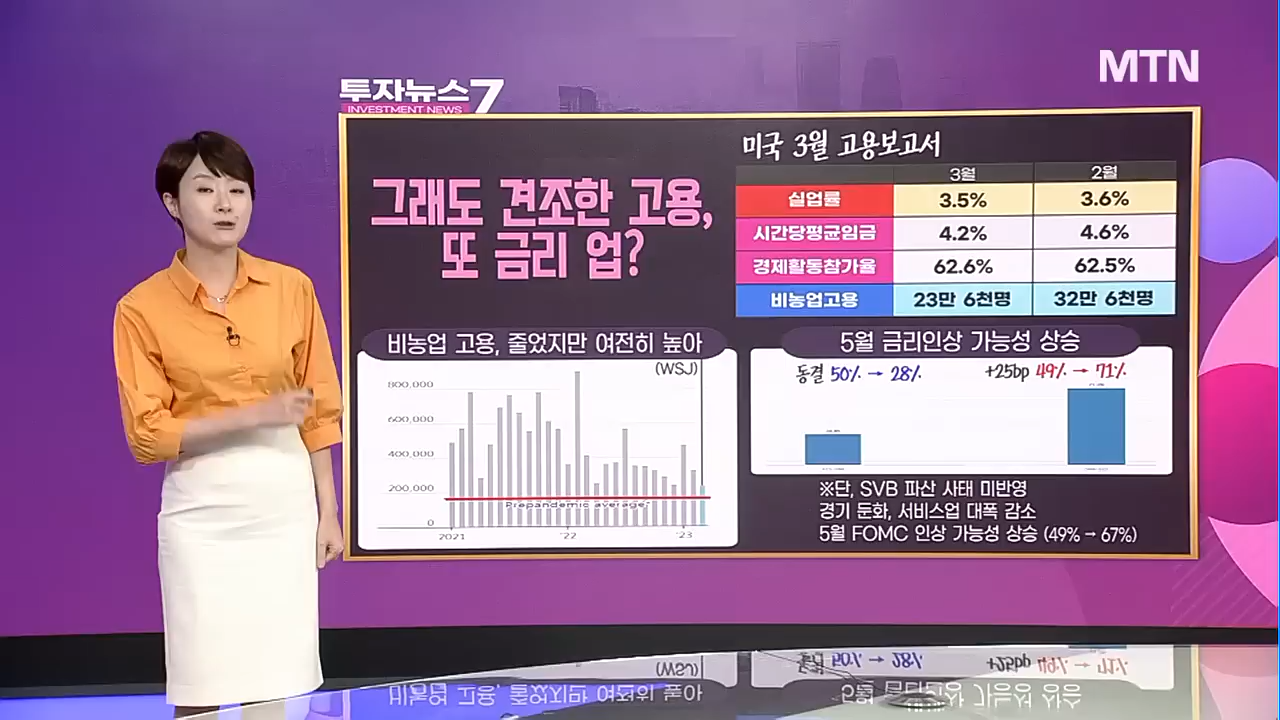 MTN
투자뉴스7
INVESTMENT NEWS
그래도 견조한 고용,
또 금리 업?
미국 3월 고용보고서
3월 2월
실업률 3.5% 3.6%
시간당평균임금 4.2% 4.6%
경제활동참가율 62.6% 62.5%
비농업고용 23만 6천명 32만 6천명
비농업 고용, 줄었지만 여전히 높아
(WSJ)
800,000
600,000
400,000
200,000
Prepandemic average
0
2021 '22 '23
5월 금리인상 가능성 상승
동결 50% → 28% +25bp 49% → 71%
※단, SVB 파산 사태 미반영
경기 둔화, 서비스업 대폭 감소
5월 FOMC 인상 가능성 상승 (49% → 67%)